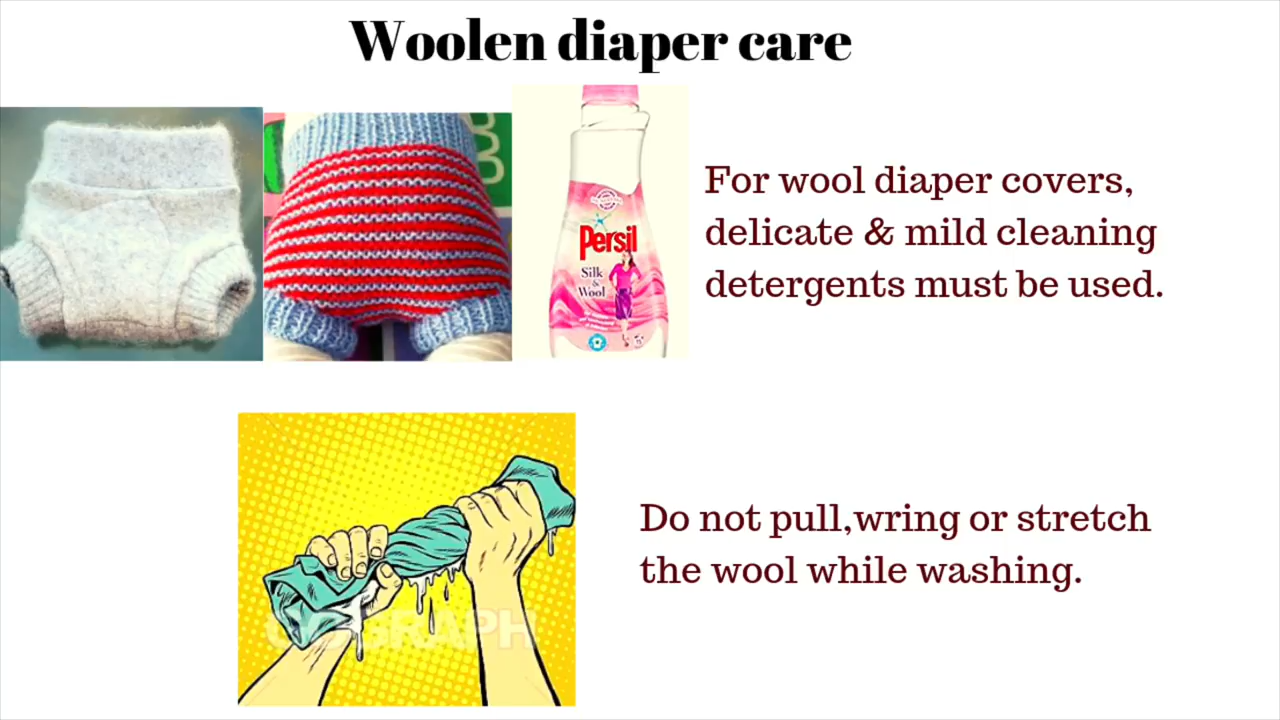 Woolen diaper care
For wool diaper covers,
delicate & mild cleaning
detergents must be used.
Persil
Silk
&
Wool
Do not pull,wring or stretch
the wool while washing.